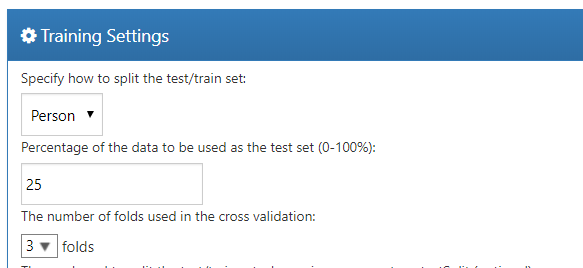 Training Settings
Specify how to split the test/train set:
Person
Percentage of the data to be used as the test set (0-100%):
25
The number of folds used in the cross validation:
3 folds